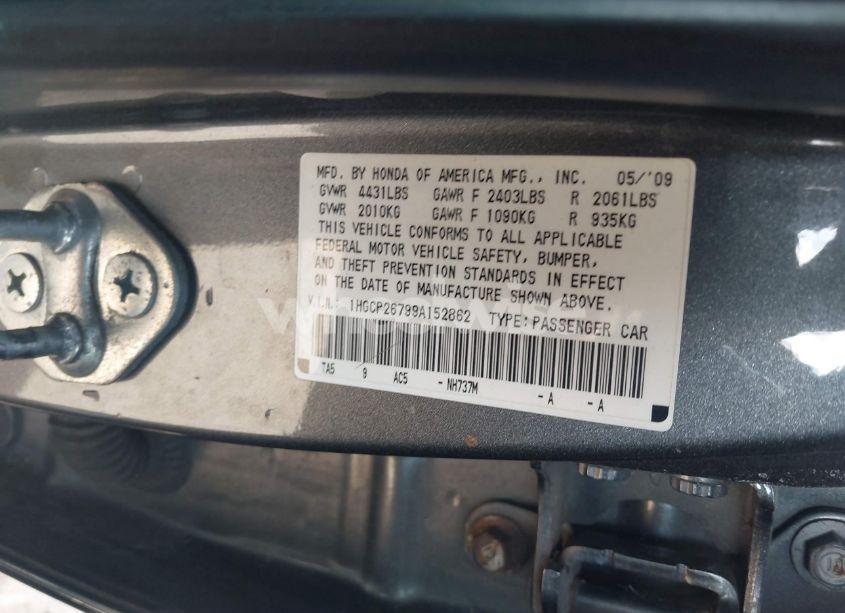 MFD. BY HONDA OF AMERICA MFG., INC. 05/'09
GVWR 4431LBS GAWR F 2403LBS R 2061LBS
GVWR 2010KG GAWR F 1090KG R 935KG
THIS VEHICLE CONFORMS TO ALL APPLICABLE
FEDERAL MOTOR VEHICLE SAFETY, BUMPER,
AND THEFT PREVENTION STANDARDS IN EFFECT
ON THE DATE OF MANUFACTURE SHOWN ABOVE.
V.I.N.: 1HGCP26799A152862 TYPE:PASSENGER CAR
TA5 9 AC5 - NH737M - A - A